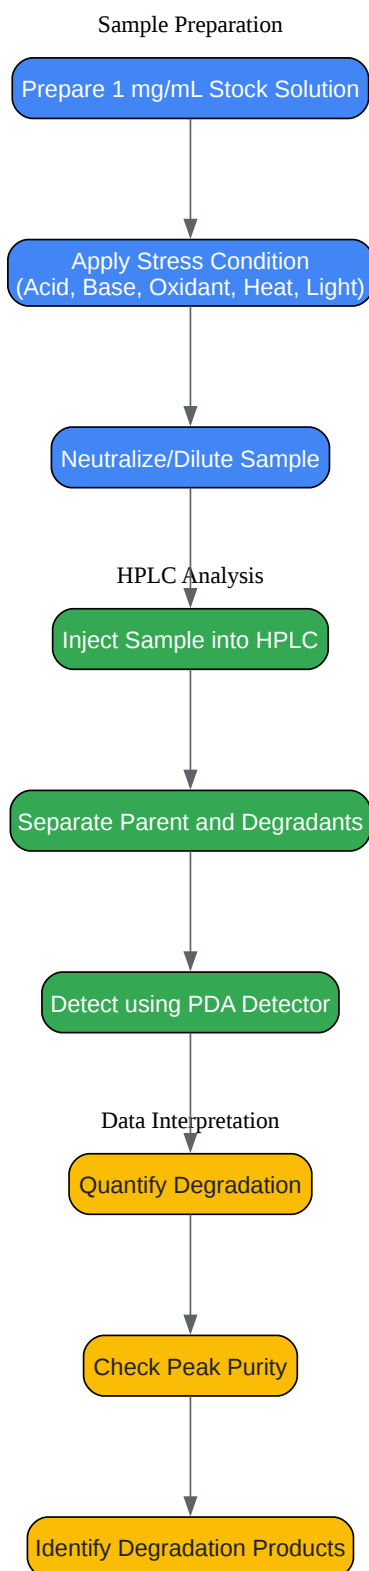 Sample Preparation
Prepare 1 mg/mL Stock Solution
Apply Stress Condition
(Acid, Base, Oxidant, Heat, Light)
Neutralize/Dilute Sample
HPLC Analysis
Inject Sample into HPLC
Separate Parent and Degradants
Detect using PDA Detector
Data Interpretation
Quantify Degradation
Check Peak Purity
Identify Degradation Products